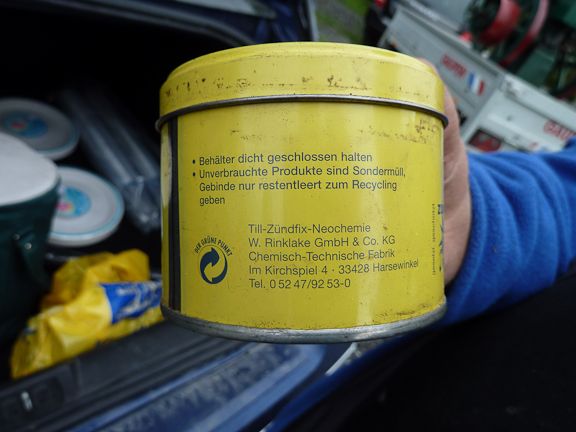 • Behälter dicht geschlossen halten
• Unverbrauchte Produkte sind Sondermüll,
Gebinde nur restentleert zum Recycling
geben
DER GRÜNE PUNKT
Till-Zündfix-Neochemie
W. Rinklake GmbH & Co. KG
Chemisch-Technische Fabrik
Im Kirchspiel 4 · 33428 Harsewinkel
Tel. 0 52 47/92 53-0